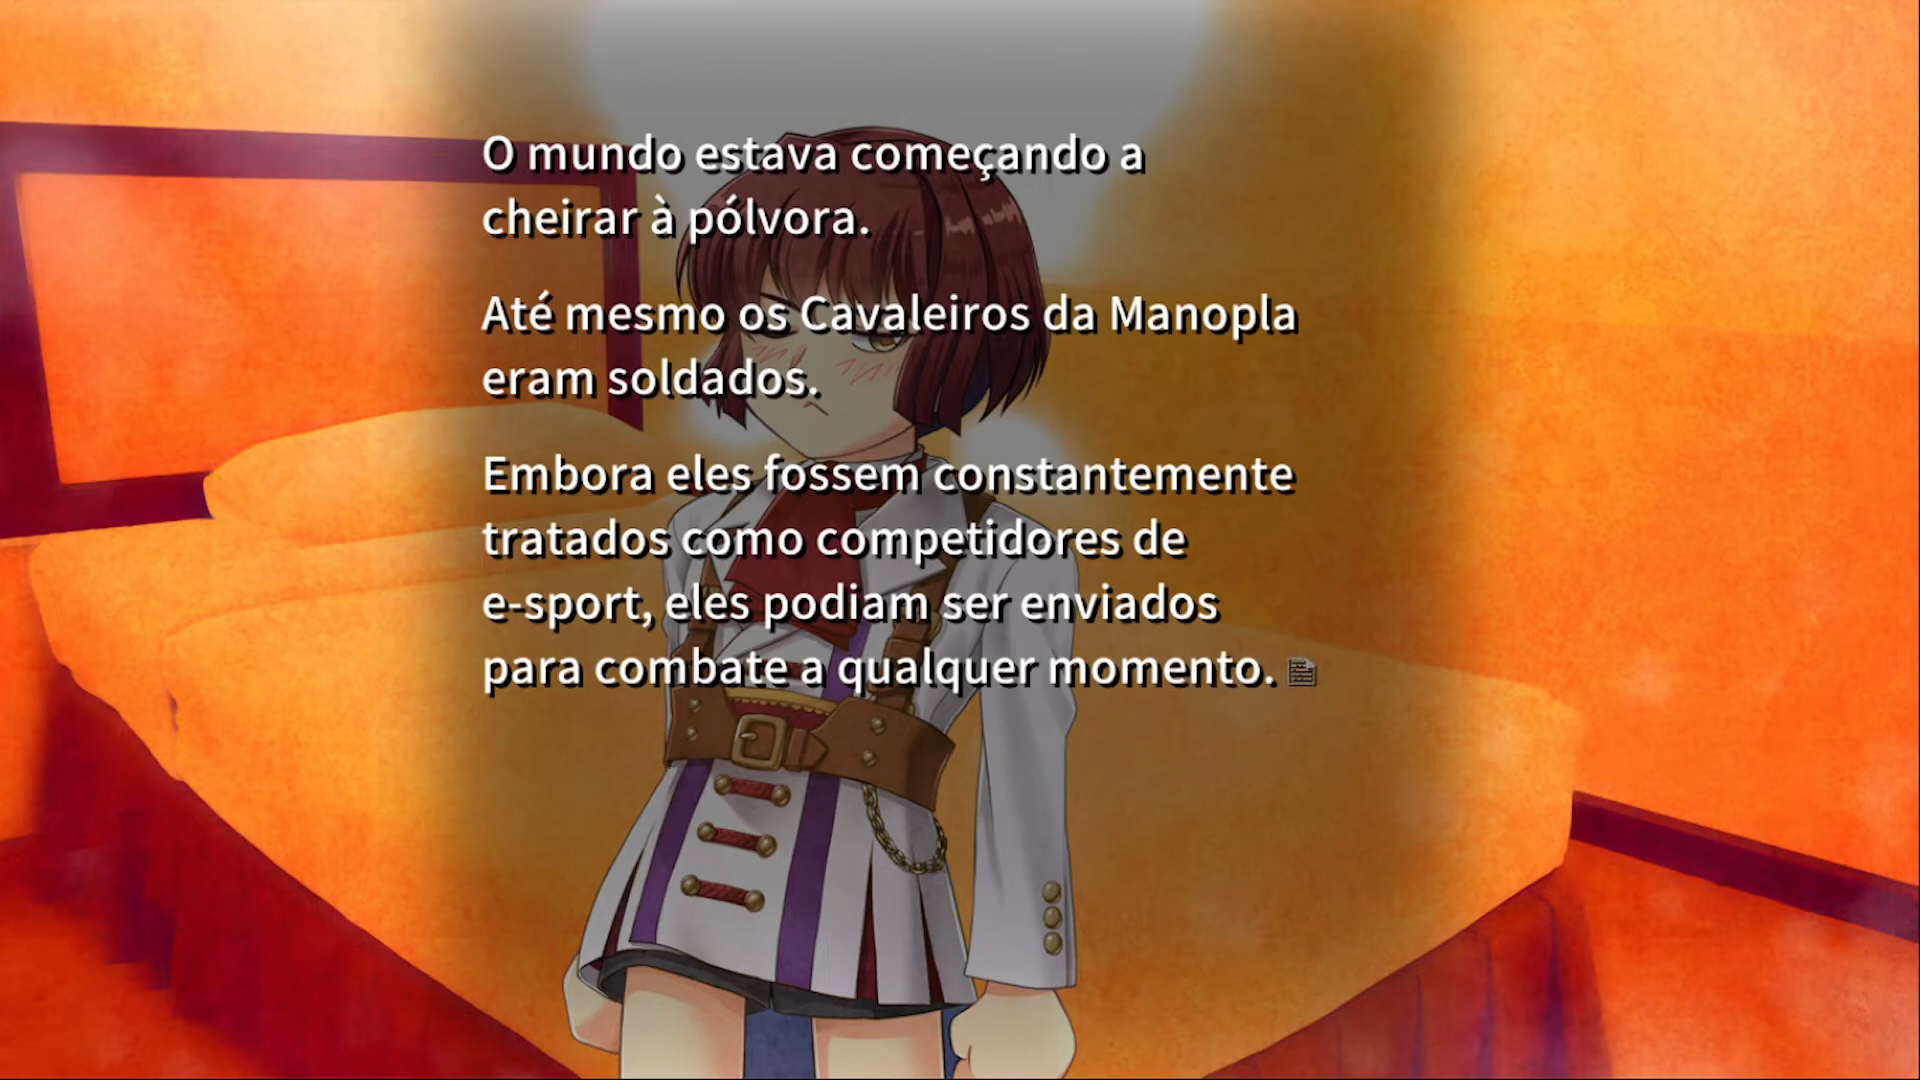 O mundo estava começando a
cheirar à pólvora.
Até mesmo os Cavaleiros da Manopla
eram soldados.
Embora eles fossem constantemente
tratados como competidores de
e-sport, eles podiam ser enviados
para combate a qualquer momento.